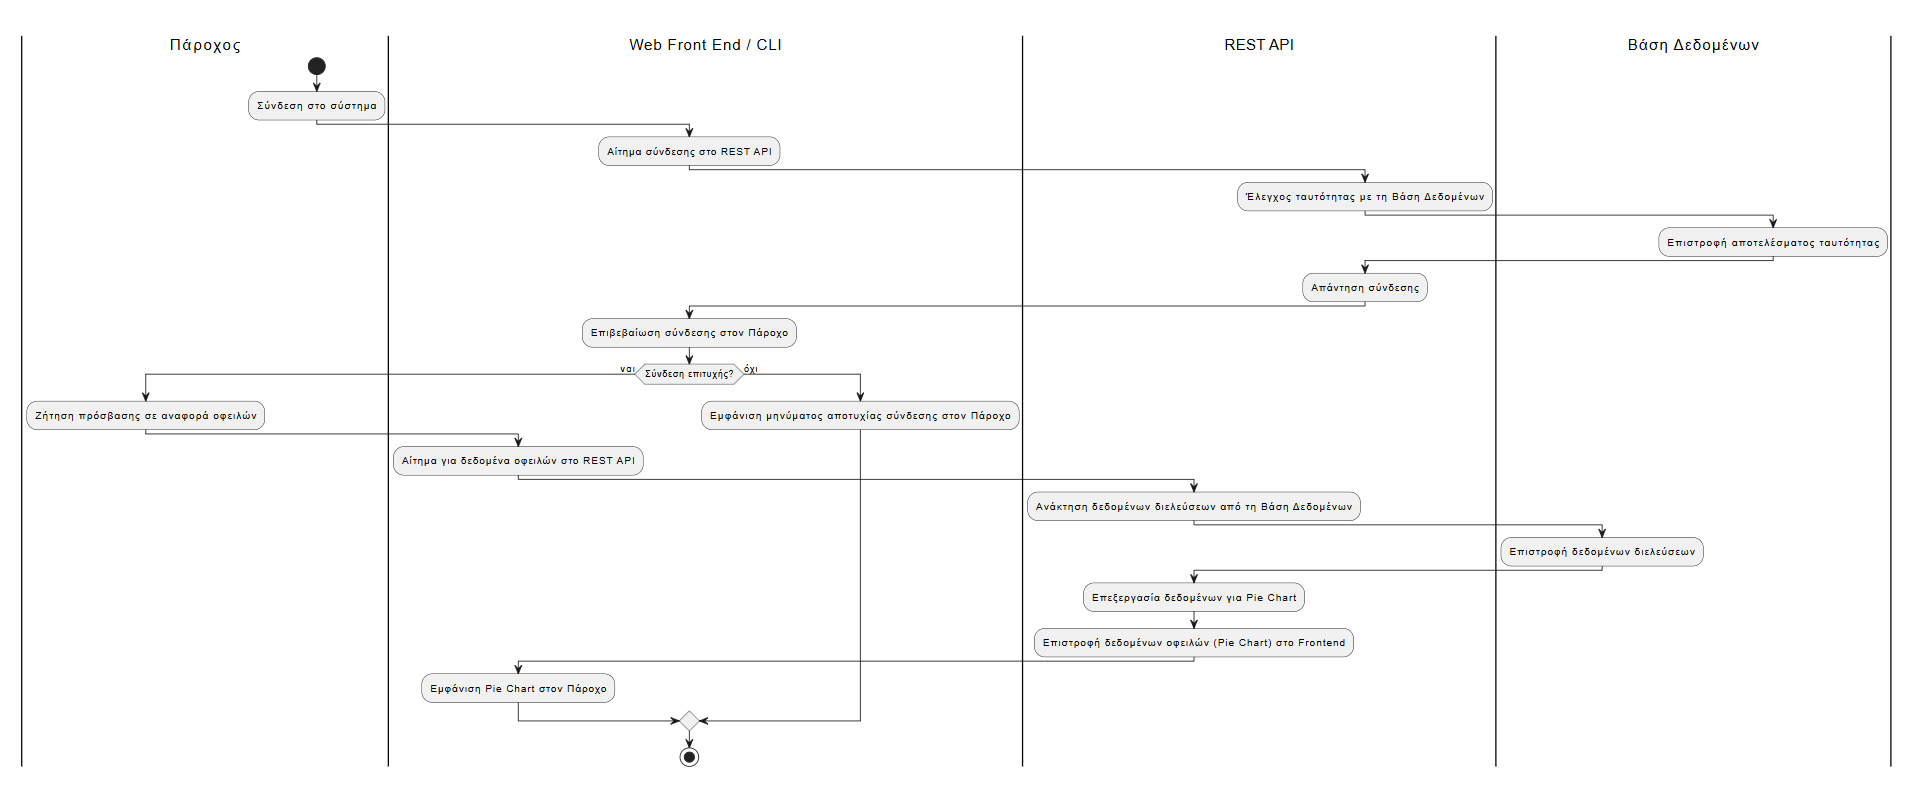 Πάροχος
Web Front End / CLI
REST API
Βάση Δεδομένων
Σύνδεση στο σύστημα
Αίτημα σύνδεσης στο REST API
Έλεγχος ταυτότητας με τη Βάση Δεδομένων
Επιστροφή αποτελέσματος ταυτότητας
Απάντηση σύνδεσης
Επιβεβαίωση σύνδεσης στον Πάροχο
ναι
Σύνδεση επιτυχής?
όχι
Ζήτηση πρόσβασης σε αναφορά οφειλών
Εμφάνιση μηνύματος αποτυχίας σύνδεσης στον Πάροχο
Αίτημα για δεδομένα οφειλών στο REST API
Ανάκτηση δεδομένων διελεύσεων από τη Βάση Δεδομένων
Επιστροφή δεδομένων διελεύσεων
Επεξεργασία δεδομένων για Pie Chart
Επιστροφή δεδομένων οφειλών (Pie Chart) στο Frontend
Εμφάνιση Pie Chart στον Πάροχο